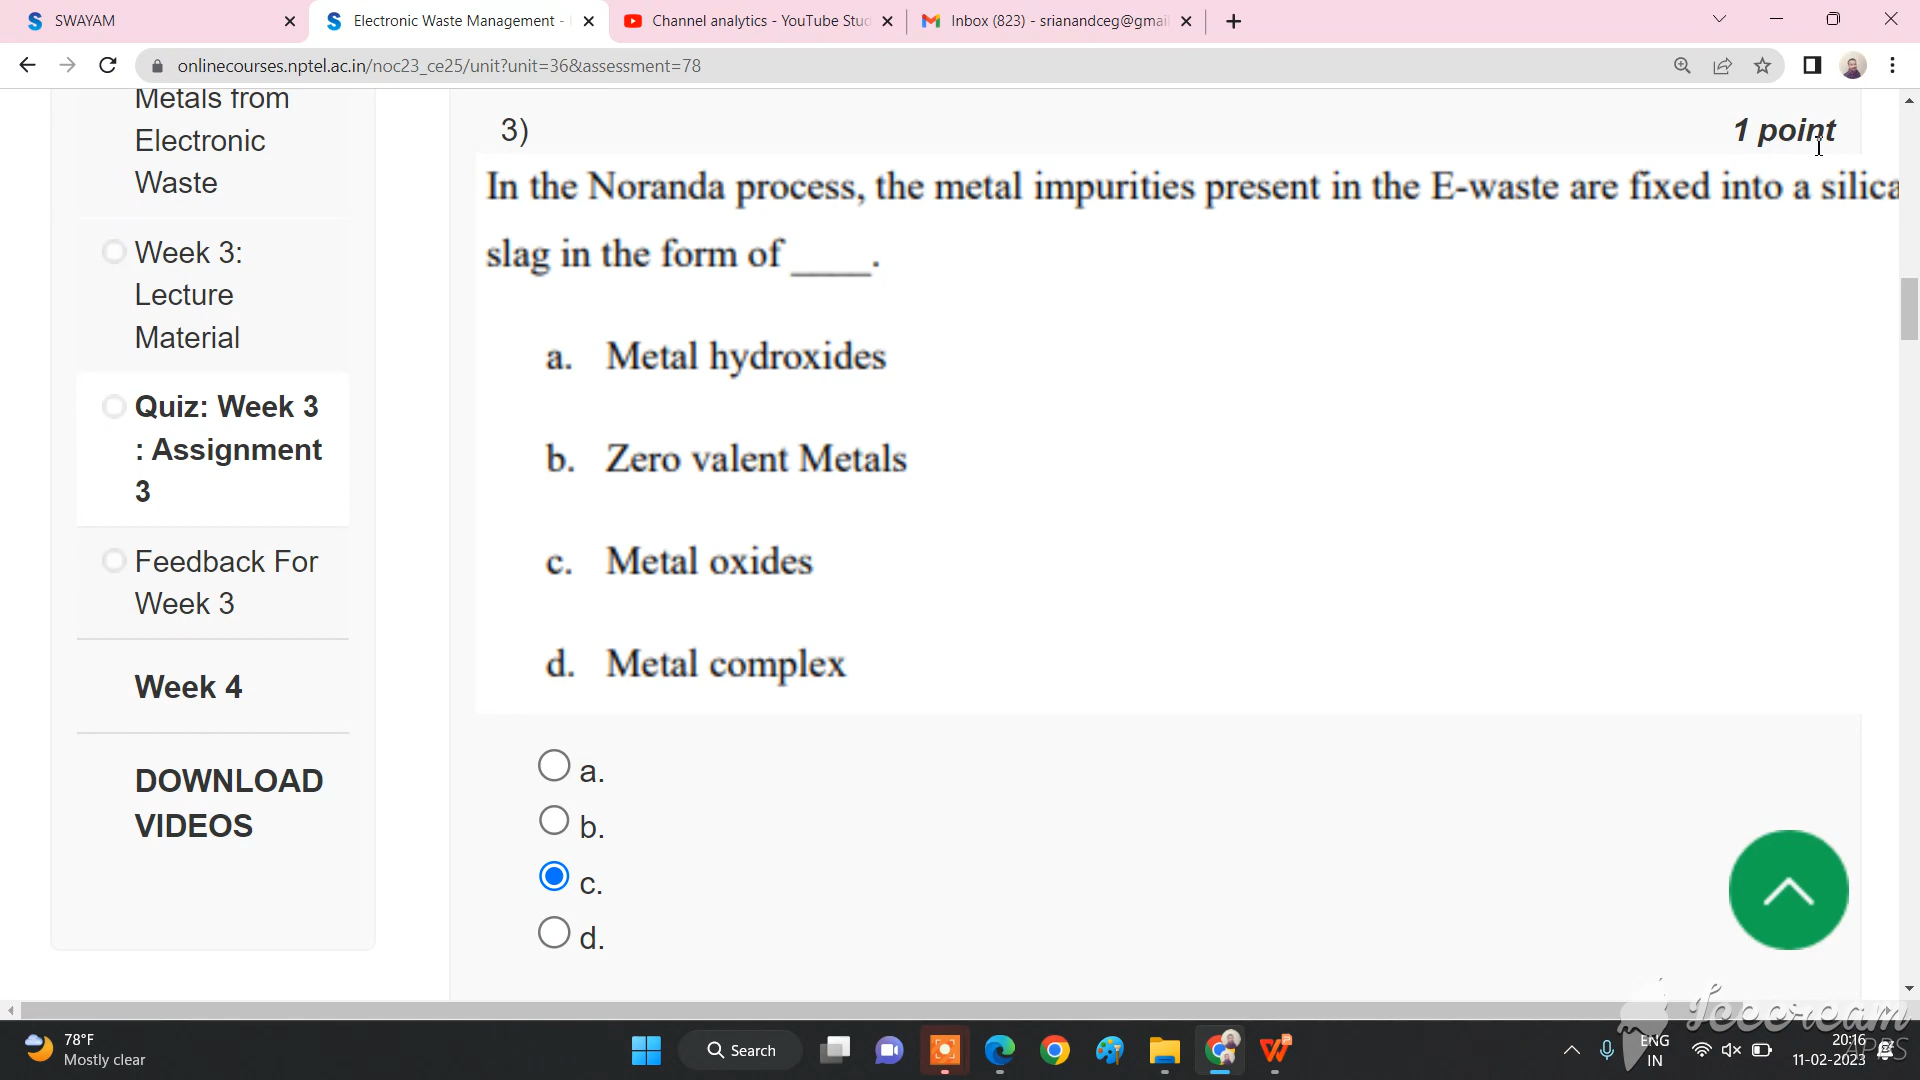 SWAYAM
Electronic Waste Management -
Channel analytics - YouTube Stud
Inbox (823) - srianandceg@gmail
onlinecourses.nptel.ac.in/noc23_ce25/unit?unit=36&assessment=78
Metals from
Electronic
Waste
Week 3:
Lecture
Material
Quiz: Week 3
: Assignment
3
Feedback For
Week 3
Week 4
DOWNLOAD
VIDEOS
3)
1 point
In the Noranda process, the metal impurities present in the E-waste are fixed into a silica
slag in the form of ____.
a. Metal hydroxides
b. Zero valent Metals
c. Metal oxides
d. Metal complex
a.
b.
c.
d.
Icecream
APPS
78°F
Mostly clear
Search
ENG
IN
20:16
11-02-2023